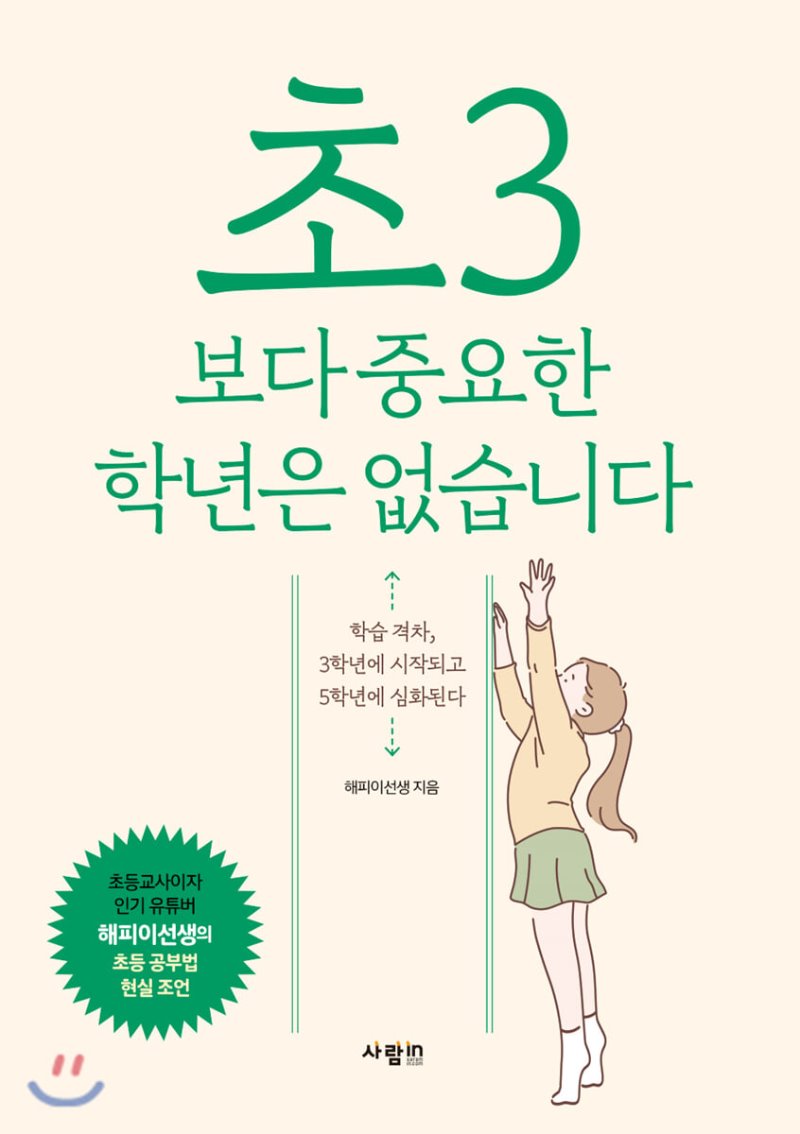 초3
보다 중요한
학년은 없습니다
학습 격차,
3학년에 시작되고
5학년에 심화된다
해피이선생 지음
초등교사이자
인기 유튜버
해피이선생의
초등 공부법
현실 조언
사람in